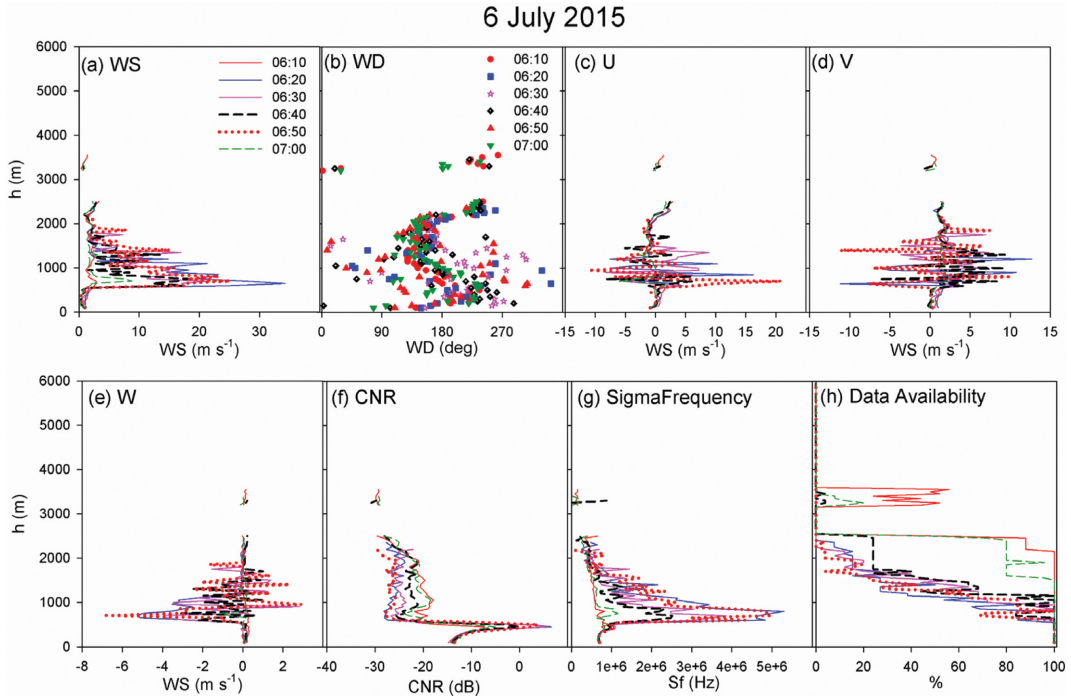 6 July 2015
6000
5000
4000
3000
2000
1000
0
h (m)
(a) WS
06:10
06:20
06:30
06:40
06:50
07:00
0 10 20 30
WS (m s⁻¹)
(b) WD
06:10
06:20
06:30
06:40
06:50
07:00
0 90 180 270
WD (deg)
(c) U
-15 -10 -5 0 5 10 15 20
WS (m s⁻¹)
(d) V
-15 -10 -5 0 5 10 15
WS (m s⁻¹)
6000
5000
4000
3000
2000
1000
0
h (m)
(e) W
-8 -6 -4 -2 0 2 4
WS (m s⁻¹)
(f) CNR
-40 -30 -20 -10 0
CNR (dB)
(g) SigmaFrequency
0 1e+6 2e+6 3e+6 4e+6 5e+6
Sf (Hz)
(h) Data Availability
0 20 40 60 80 100
%